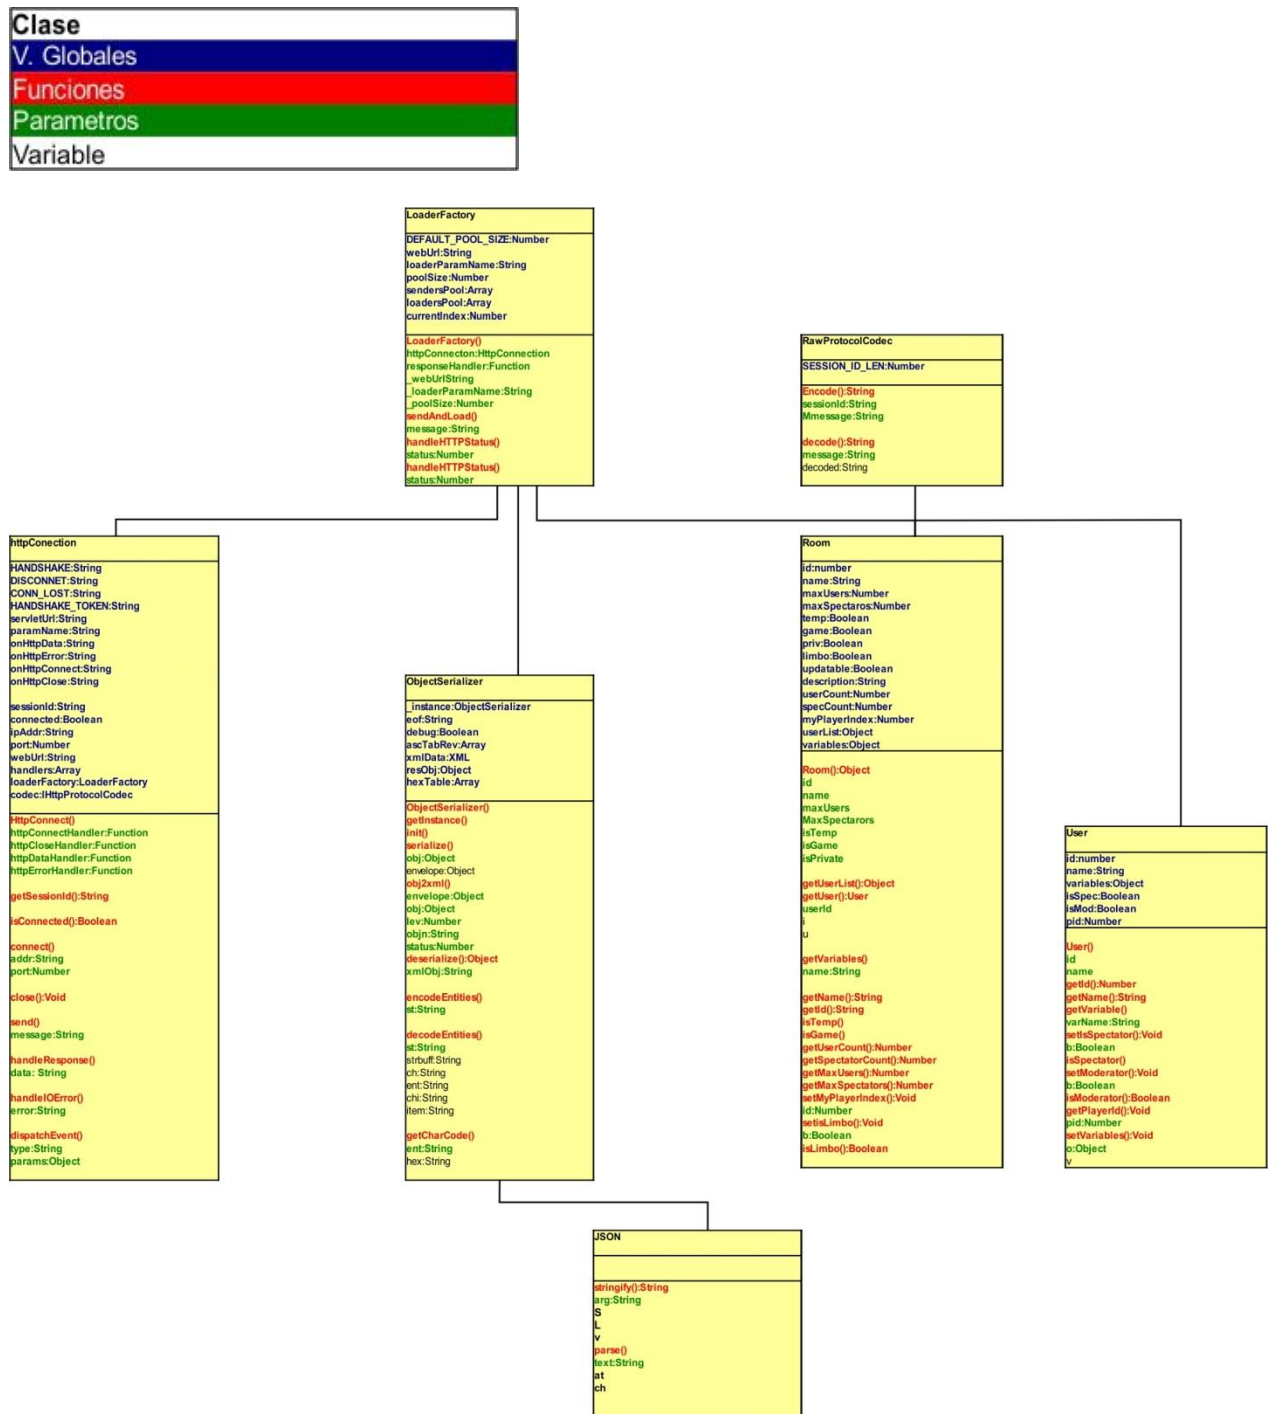 Clase
V. Globales
Funciones
Parametros
Variable
LoaderFactory
DEFAULT_POOL_SIZE:Number
webUrl:String
loaderParamName:String
poolSize:Number
sendersPool:Array
loadersPool:Array
currentIndex:Number
LoaderFactory()
httpConnecton:HttpConnection
responseHandler:Function
_webUrlString
_loaderParamName:String
_poolSize:Number
sendAndLoad()
message:String
handleHTTPStatus()
status:Number
handleHTTPStatus()
status:Number
RawProtocolCodec
SESSION_ID_LEN:Number
Encode():String
sessionId:String
Mmessage:String
decode():String
message:String
decoded:String
httpConection
HANDSHAKE:String
DISCONNET:String
CONN_LOST:String
HANDSHAKE_TOKEN:String
servletUrl:String
paramName:String
onHttpData:String
onHttpError:String
onHttpConnect:String
onHttpClose:String
sessionId:String
connected:Boolean
ipAddr:String
port:Number
webUrl:String
handlers:Array
loaderFactory:LoaderFactory
codec:IHttpProtocolCodec
HttpConnect()
httpConnectHandler:Function
httpCloseHandler:Function
httpDataHandler:Function
httpErrorHandler:Function
getSessionId():String
isConnected():Boolean
connect()
addr:String
port:Number
close():Void
send()
message:String
handleResponse()
data: String
handleIOError()
error:String
dispatchEvent()
type:String
params:Object
ObjectSerializer
_instance:ObjectSerializer
eof:String
debug:Boolean
ascTabRev:Array
xmlData:XML
resObj:Object
hexTable:Array
ObjectSerializer()
getInstance()
init()
serialize()
obj:Object
envelope:Object
obj2xml()
envelope:Object
obj:Object
lev:Number
objn:String
status:Number
deserialize():Object
xmlObj:String
encodeEntities()
st:String
decodeEntities()
st:String
strbuff:String
ch:String
ent:String
chi:String
item:String
getCharCode()
ent:String
hex:String
Room
id:number
name:String
maxUsers:Number
maxSpectaros:Number
temp:Boolean
game:Boolean
priv:Boolean
limbo:Boolean
updatable:Boolean
description:String
userCount:Number
specCount:Number
myPlayerIndex:Number
userList:Object
variables:Object
Room():Object
id
name
maxUsers
MaxSpectarors
isTemp
isGame
isPrivate
getUserList():Object
getUser():User
userId
i
u
getVariables()
name:String
getName():String
getId():String
isTemp()
isGame()
getUserCount():Number
getSpectatorCount():Number
getMaxUsers():Number
getMaxSpectators():Number
setMyPlayerIndex():Void
id:Number
setisLimbo():Void
b:Boolean
isLimbo():Boolean
User
id:number
name:String
variables:Object
isSpec:Boolean
isMod:Boolean
pid:Number
User()
id
name
getId():Number
getName():String
getVariable()
varName:String
setIsSpectator():Void
b:Boolean
isSpectator()
setModerator():Void
b:Boolean
isModerator():Boolean
getPlayerId():Void
pid:Number
setVariables():Void
o:Object
v
JSON
stringify():String
arg:String
S
L
v
parse()
text:String
at
ch